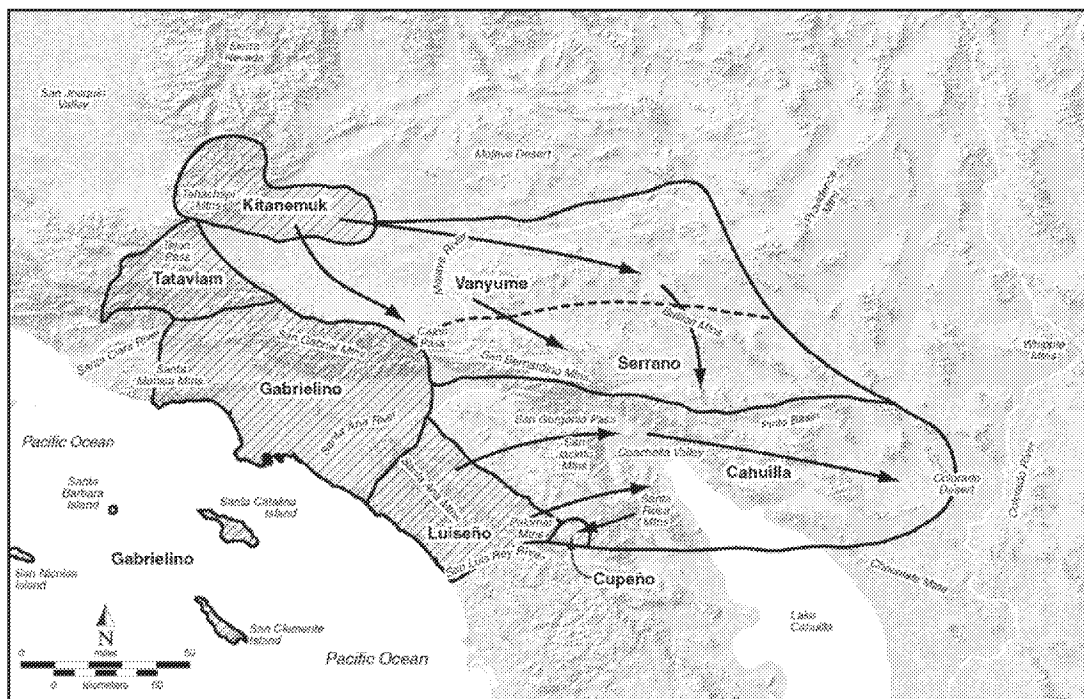 Sierra
Nevada
San Joaquin
Valley
Mojave Desert
Providence
Mtns
Tehachapi
Mtns
Kitanemuk
Tejon
Pass
Tataviam
Mojave River
Vanyume
Bullion Mtns
Cajon
Pass
Santa Clara River
San Gabriel Mtns
Whipple
Mtns
Santa
Monica Mtns
Gabrielino
San Bernardino Mtns
Serrano
Pinto Basin
Santa Ana River
San Gorgonio Pass
San
Jacinto
Mtns
Coachella Valley
Cahuilla
Colorado
Desert
Colorado River
Pacific Ocean
Santa
Barbara
Island
Santa Catalina
Island
Santa Ana Mtns
Luiseño
Palomar
Mtns
Santa
Rosa
Mtns
San Luis Rey River
Cupeño
Chocolate Mtns
Gabrielino
San Nicolas
Island
San Clemente
Island
Lake
Cahuilla
Pacific Ocean
N
0 miles 50
0 kilometers 50